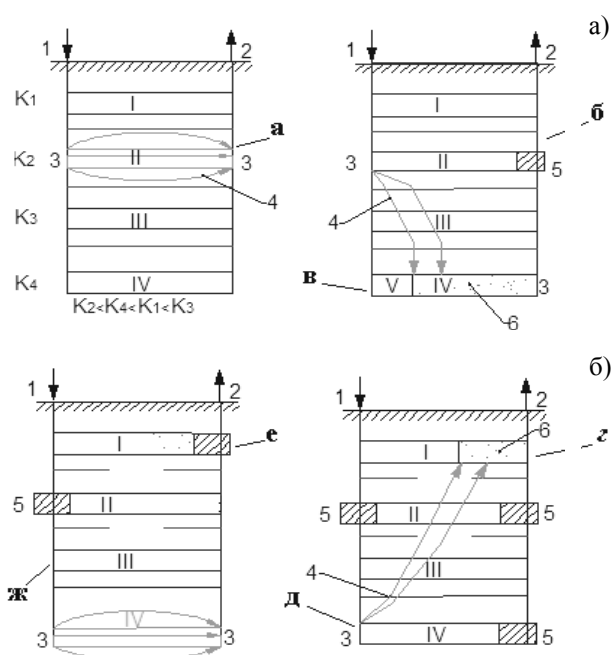 а)
1 2 1 2
K1 I I
а б
K2 3 II 3 3 II 5
4 4
K3 III III
K4 IV V IV 3
в
K2<K4<K1<K3 6
б)
1 2 1 2
6
I е I г
5 II 5 II 5
III III
ж 4
д
IV
3 3 3 IV 5